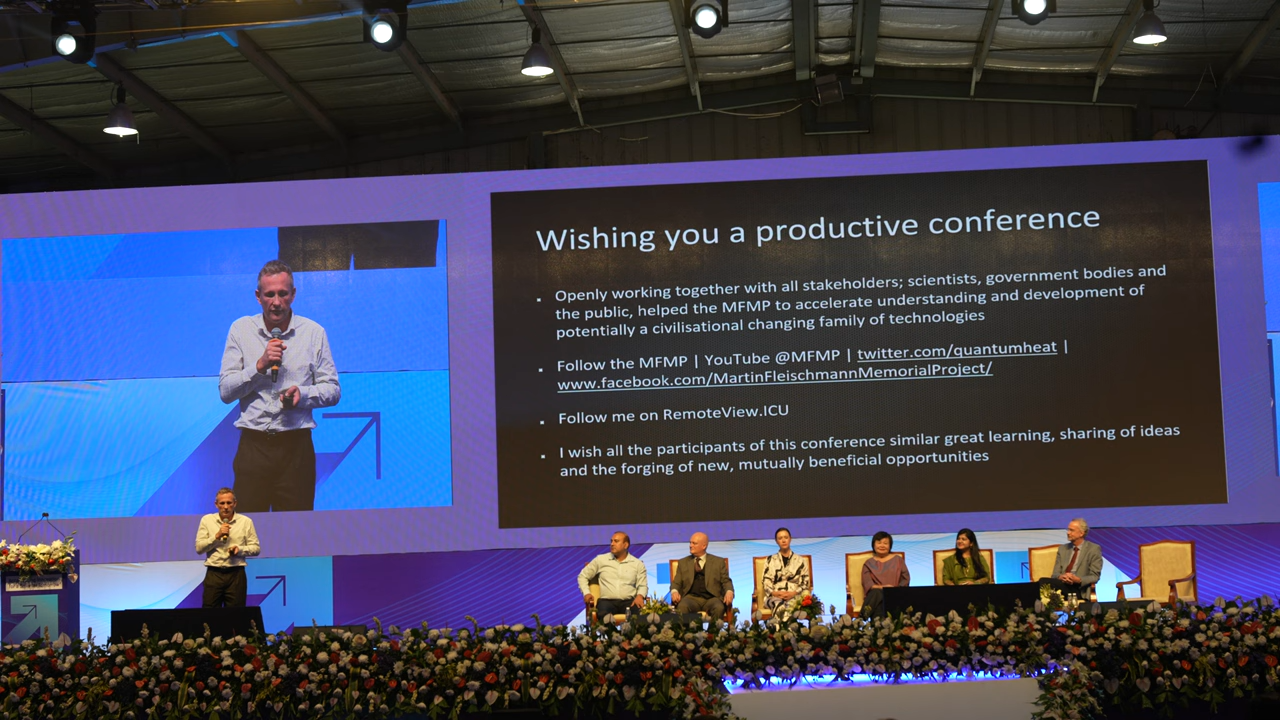 Wishing you a productive conference
Openly working together with all stakeholders; scientists, government bodies and
the public, helped the MFMP to accelerate understanding and development of
potentially a civilisational changing family of technologies
Follow the MFMP | YouTube @MFMP | twitter.com/quantumheat |
www.facebook.com/MartinFleischmannMemorialProject/
Follow me on RemoteView.ICU
I wish all the participants of this conference similar great learning, sharing of ideas
and the forging of new, mutually beneficial opportunities